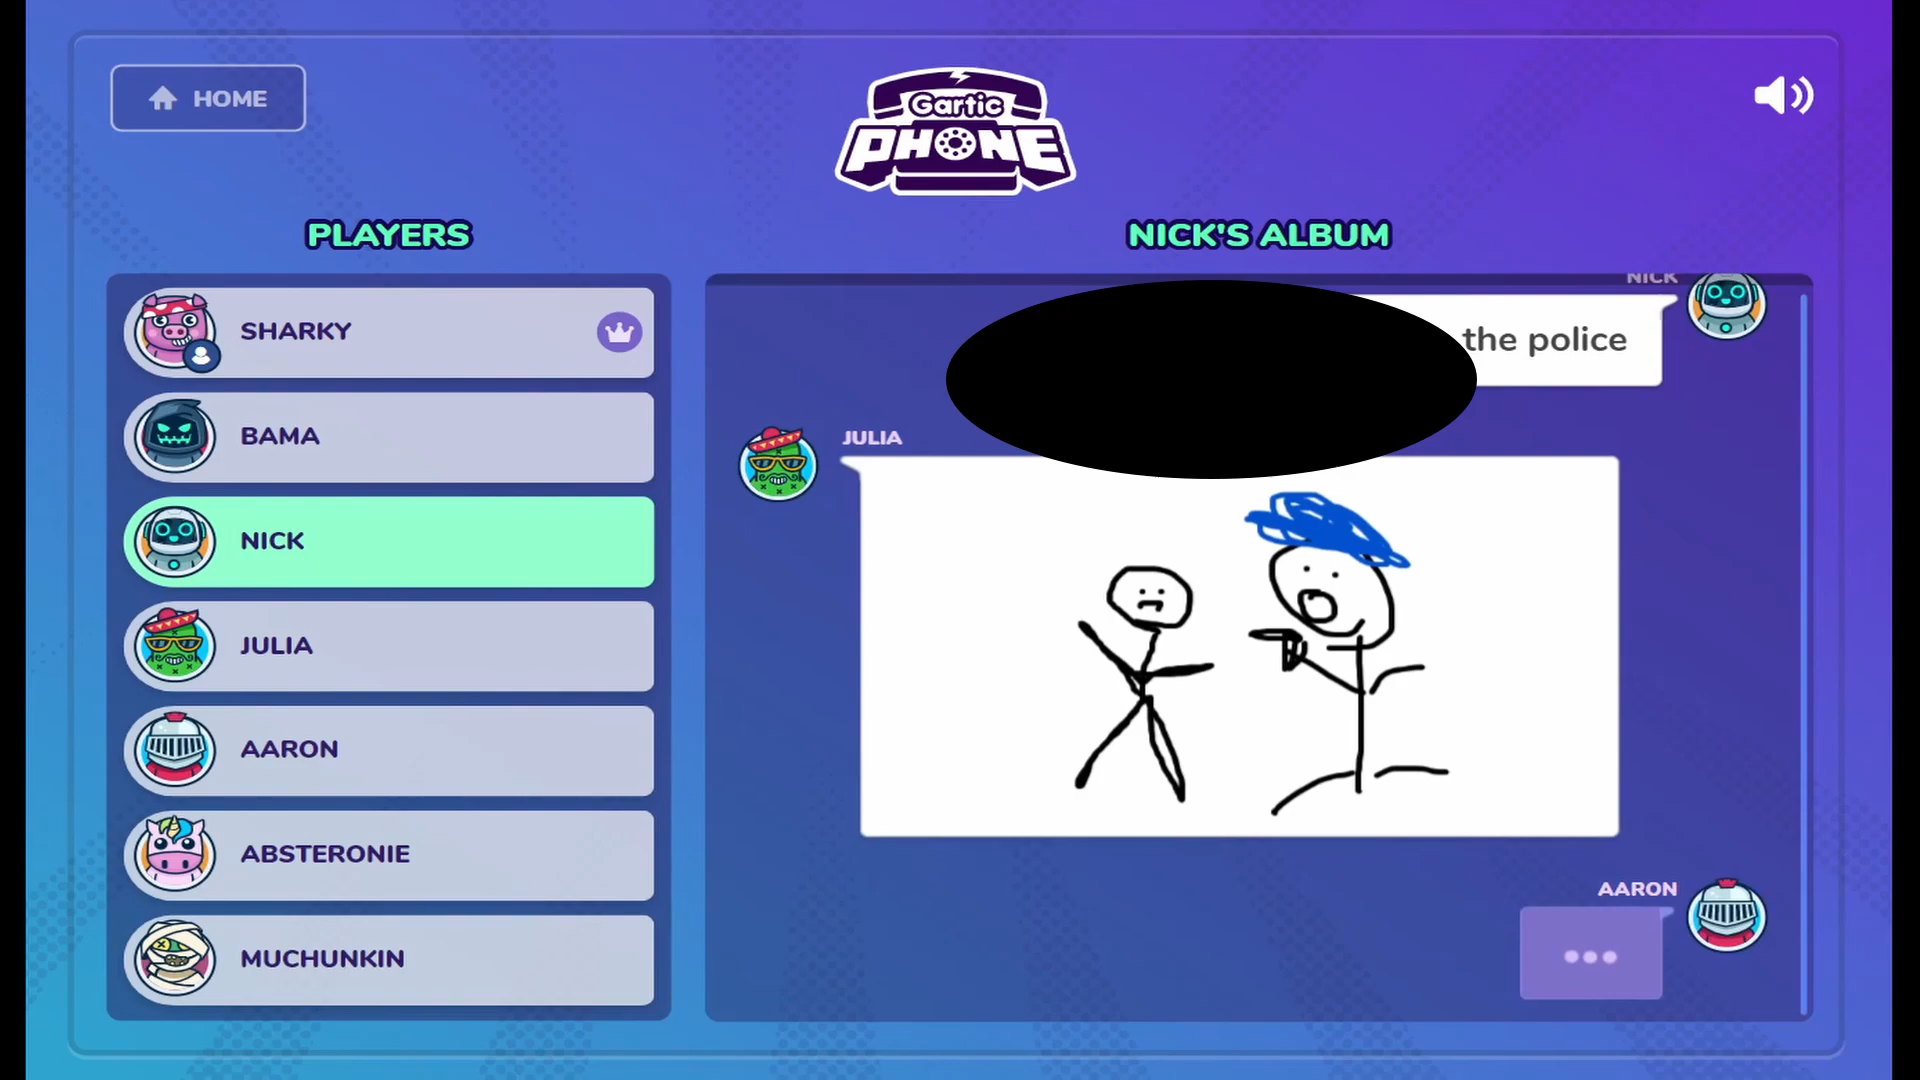 HOME
Gartic
PHONE
PLAYERS
NICK'S ALBUM
SHARKY
BAMA
NICK
JULIA
AARON
ABSTERONIE
MUCHUNKIN
NICK
the police
JULIA
AARON